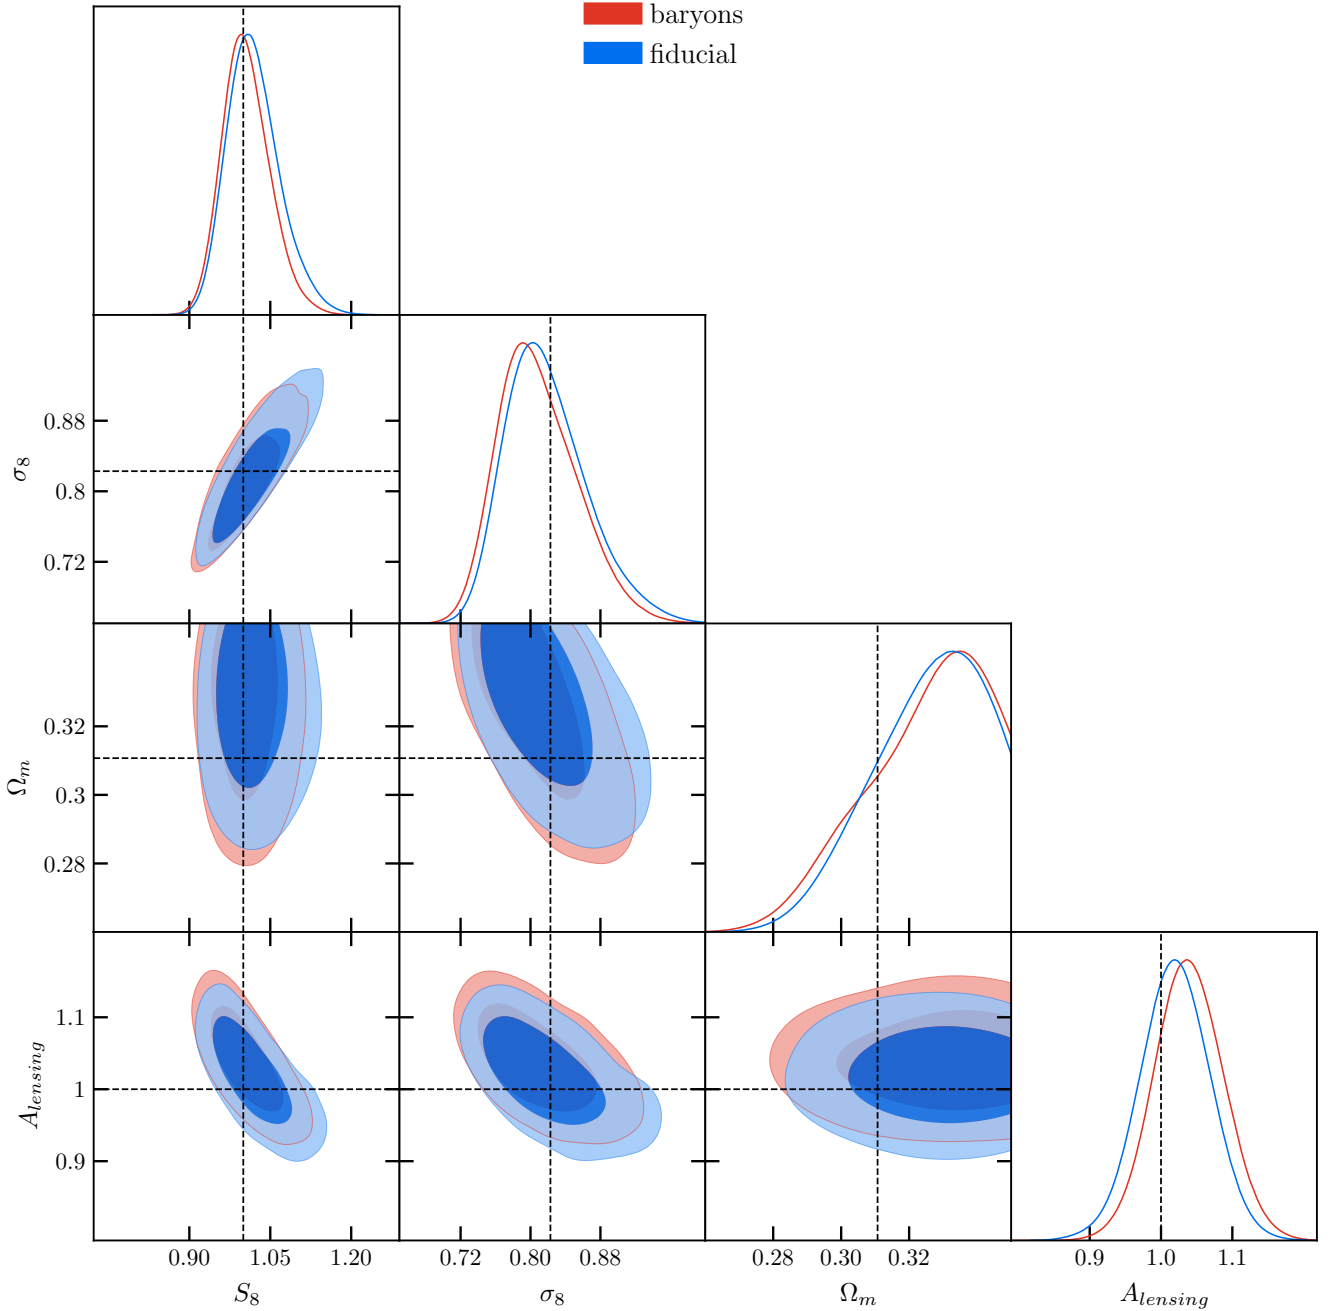 baryons
fiducial
σ₈
0.88
0.8
0.72
Ωₘ
0.32
0.3
0.28
A_lensing
1.1
1
0.9
0.90 1.05 1.20 0.72 0.80 0.88 0.28 0.30 0.32 0.9 1.0 1.1
S₈ σ₈ Ωₘ A_lensing